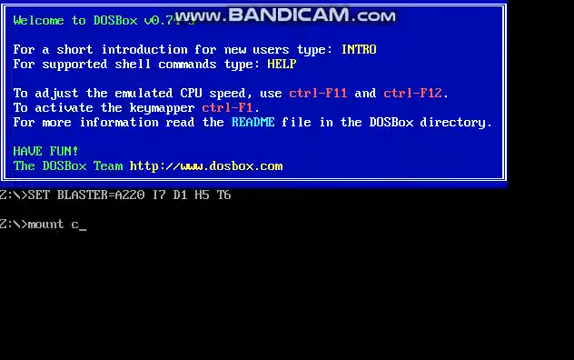 www.BANDICAM.com
Welcome to DOSBox v0.74-3
For a short introduction for new users type: INTRO
For supported shell commands type: HELP
To adjust the emulated CPU speed, use ctrl-F11 and ctrl-F12.
To activate the keymapper ctrl-F1.
For more information read the README file in the DOSBox directory.
HAVE FUN!
The DOSBox Team http://www.dosbox.com
Z:\>SET BLASTER=A220 I7 D1 H5 T6
Z:\>mount c_